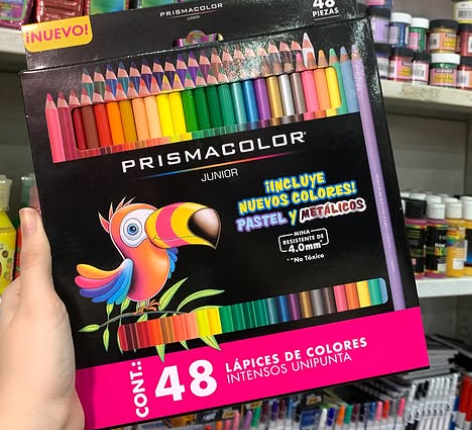 PRISMACOLOR
JUNIOR
48
PIEZAS
¡NUEVO!
PRISMACOLOR
JUNIOR
¡INCLUYE
NUEVOS COLORES!
PASTEL y METÁLICOS
MINA
RESISTENTE DE
4.0mm**
**No Tóxico
CONT.:
48 LÁPICES DE COLORES
INTENSOS UNIPUNTA